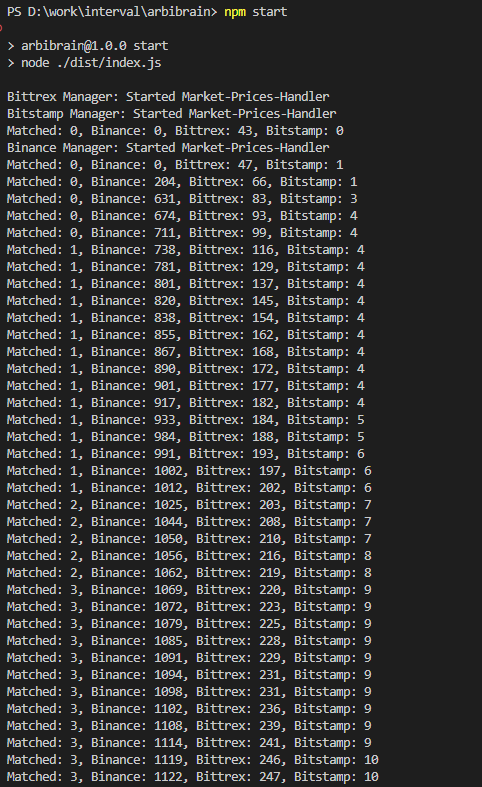 PS D:\work\interval\arbibrain> npm start
> arbibrain@1.0.0 start
> node ./dist/index.js
Bittrex Manager: Started Market-Prices-Handler
Bitstamp Manager: Started Market-Prices-Handler
Matched: 0, Binance: 0, Bittrex: 43, Bitstamp: 0
Binance Manager: Started Market-Prices-Handler
Matched: 0, Binance: 0, Bittrex: 47, Bitstamp: 1
Matched: 0, Binance: 204, Bittrex: 66, Bitstamp: 1
Matched: 0, Binance: 631, Bittrex: 83, Bitstamp: 3
Matched: 0, Binance: 674, Bittrex: 93, Bitstamp: 4
Matched: 0, Binance: 711, Bittrex: 99, Bitstamp: 4
Matched: 1, Binance: 738, Bittrex: 116, Bitstamp: 4
Matched: 1, Binance: 781, Bittrex: 129, Bitstamp: 4
Matched: 1, Binance: 801, Bittrex: 137, Bitstamp: 4
Matched: 1, Binance: 820, Bittrex: 145, Bitstamp: 4
Matched: 1, Binance: 838, Bittrex: 154, Bitstamp: 4
Matched: 1, Binance: 855, Bittrex: 162, Bitstamp: 4
Matched: 1, Binance: 867, Bittrex: 168, Bitstamp: 4
Matched: 1, Binance: 890, Bittrex: 172, Bitstamp: 4
Matched: 1, Binance: 901, Bittrex: 177, Bitstamp: 4
Matched: 1, Binance: 917, Bittrex: 182, Bitstamp: 4
Matched: 1, Binance: 933, Bittrex: 184, Bitstamp: 5
Matched: 1, Binance: 984, Bittrex: 188, Bitstamp: 5
Matched: 1, Binance: 991, Bittrex: 193, Bitstamp: 6
Matched: 1, Binance: 1002, Bittrex: 197, Bitstamp: 6
Matched: 1, Binance: 1012, Bittrex: 202, Bitstamp: 6
Matched: 2, Binance: 1025, Bittrex: 203, Bitstamp: 7
Matched: 2, Binance: 1044, Bittrex: 208, Bitstamp: 7
Matched: 2, Binance: 1050, Bittrex: 210, Bitstamp: 7
Matched: 2, Binance: 1056, Bittrex: 216, Bitstamp: 8
Matched: 2, Binance: 1062, Bittrex: 219, Bitstamp: 8
Matched: 3, Binance: 1069, Bittrex: 220, Bitstamp: 9
Matched: 3, Binance: 1072, Bittrex: 223, Bitstamp: 9
Matched: 3, Binance: 1079, Bittrex: 225, Bitstamp: 9
Matched: 3, Binance: 1085, Bittrex: 228, Bitstamp: 9
Matched: 3, Binance: 1091, Bittrex: 229, Bitstamp: 9
Matched: 3, Binance: 1094, Bittrex: 231, Bitstamp: 9
Matched: 3, Binance: 1098, Bittrex: 231, Bitstamp: 9
Matched: 3, Binance: 1102, Bittrex: 236, Bitstamp: 9
Matched: 3, Binance: 1108, Bittrex: 239, Bitstamp: 9
Matched: 3, Binance: 1114, Bittrex: 241, Bitstamp: 9
Matched: 3, Binance: 1119, Bittrex: 246, Bitstamp: 10
Matched: 3, Binance: 1122, Bittrex: 247, Bitstamp: 10